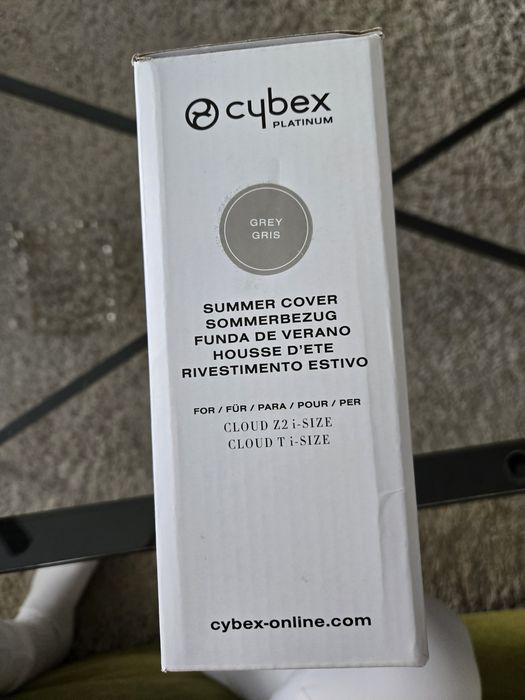 cybex
PLATINUM
GREY
GRIS
SUMMER COVER
SOMMERBEZUG
FUNDA DE VERANO
HOUSSE D'ETE
RIVESTIMENTO ESTIVO
FOR / FÜR / PARA / POUR / PER
CLOUD Z2 i-SIZE
CLOUD T i-SIZE
cybex-online.com